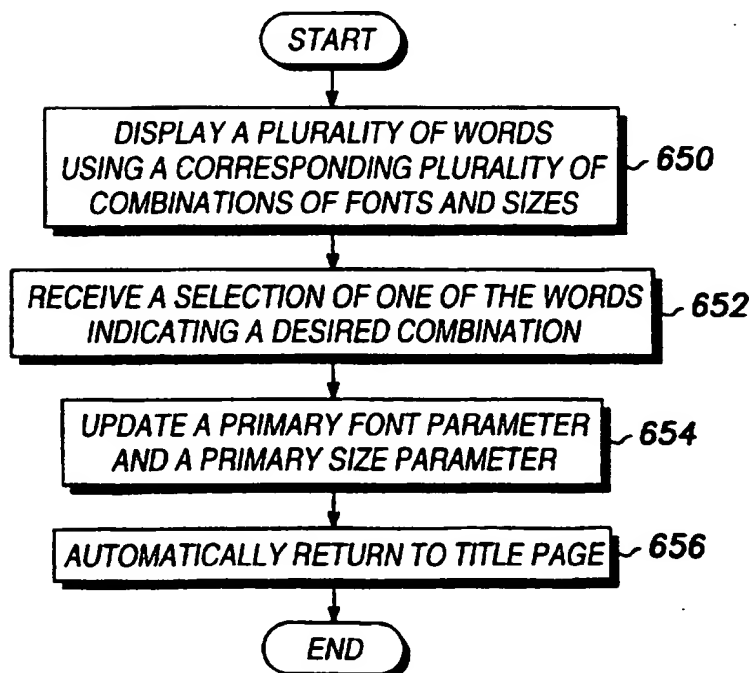 START
DISPLAY A PLURALITY OF WORDS
USING A CORRESPONDING PLURALITY OF
COMBINATIONS OF FONTS AND SIZES
650
RECEIVE A SELECTION OF ONE OF THE WORDS
INDICATING A DESIRED COMBINATION
652
UPDATE A PRIMARY FONT PARAMETER
AND A PRIMARY SIZE PARAMETER
654
AUTOMATICALLY RETURN TO TITLE PAGE
656
END